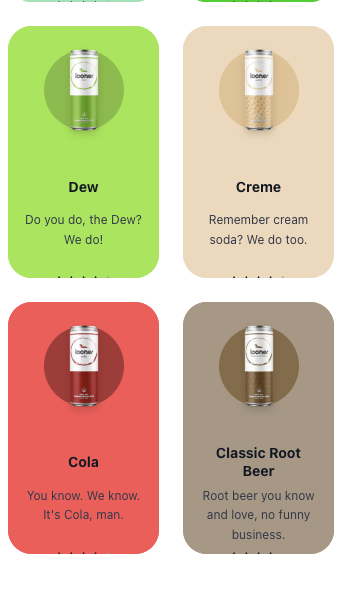 looner
Dew
Do you do, the Dew?
We do!
looner
Creme
Remember cream
soda? We do too.
looner
Cola
You know. We know.
It's Cola, man.
looner
Classic Root
Beer
Root beer you know
and love, no funny
business.